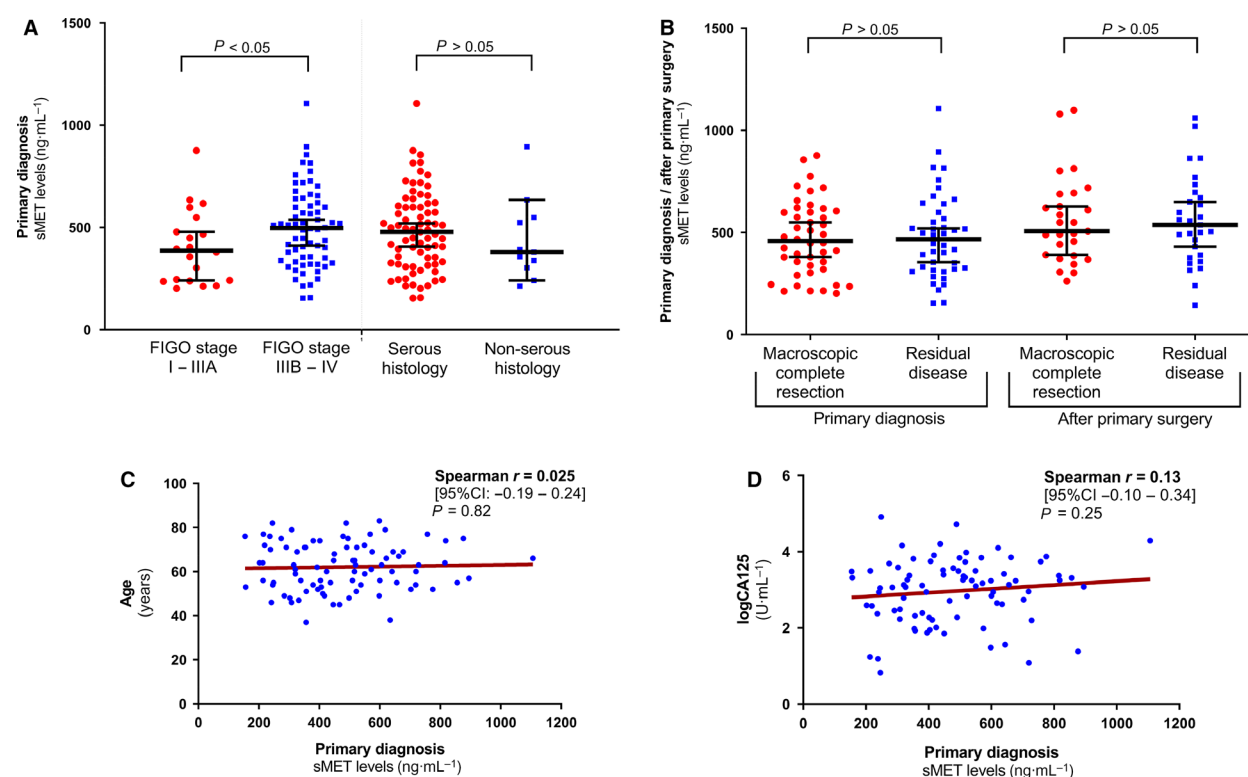 A
Primary diagnosis
sMET levels (ng·mL⁻¹)
1500
1000
500
0
P < 0.05
P > 0.05
FIGO stage
I – IIIA
FIGO stage
IIIB – IV
Serous
histology
Non-serous
histology
B
Primary diagnosis / after primary surgery
sMET levels (ng·mL⁻¹)
1500
1000
500
0
P > 0.05
P > 0.05
Macroscopic
complete
resection
Residual
disease
Macroscopic
complete
resection
Residual
disease
Primary diagnosis
After primary surgery
C
Spearman r = 0.025
[95%CI: –0.19 – 0.24]
P = 0.82
Age
(years)
100
80
60
40
20
0
0 200 400 600 800 1000 1200
Primary diagnosis
sMET levels (ng·mL⁻¹)
D
Spearman r = 0.13
[95%CI –0.10 – 0.34]
P = 0.25
logCA125
(U·mL⁻¹)
6
4
2
0
0 200 400 600 800 1000 1200
Primary diagnosis
sMET levels (ng·mL⁻¹)